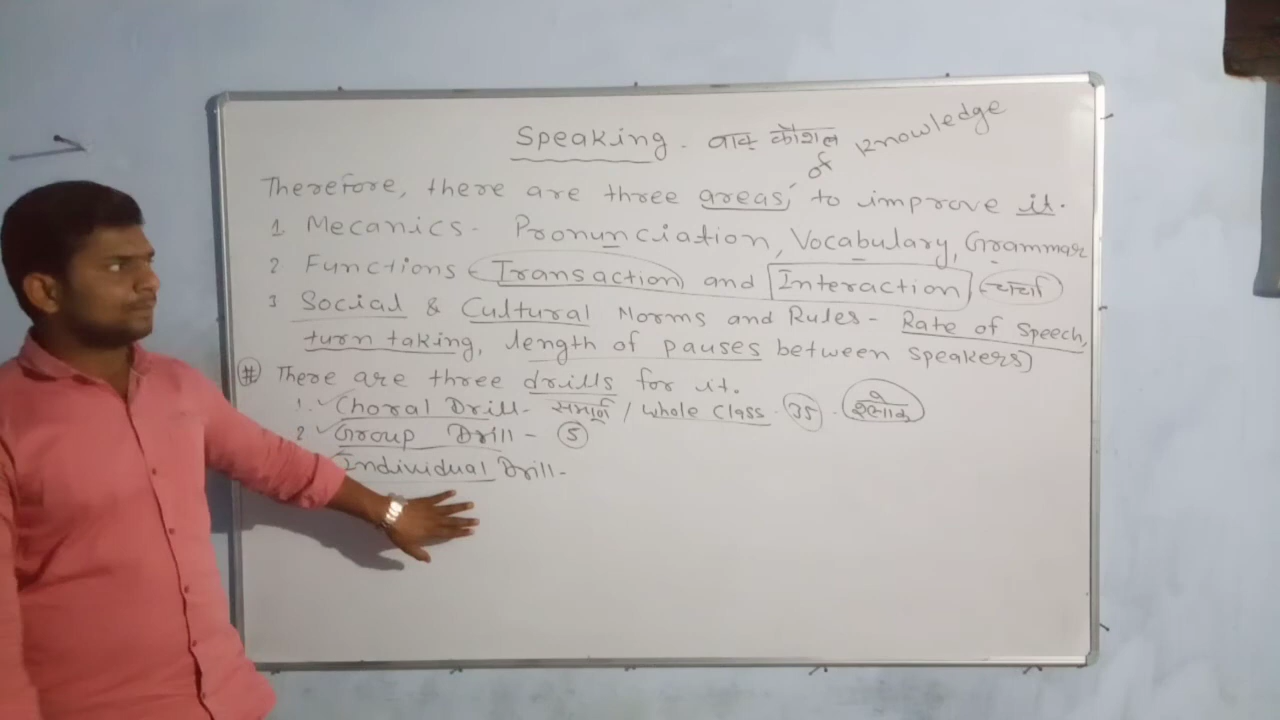 Speaking. वाक् कौशल
Therefore, there are three areas, of knowledge to improve it.
1 Mecanics - Pronunciation, Vocabulary, Grammar
2 Functions - Transaction and Interaction (चर्चा)
3 Social & Cultural Norms and Rules - Rate of Speech,
turn taking, length of pauses between speakers)
# There are three drills for it.
1. Choral Drill - सम्पूर्ण / Whole Class. 35.
2 Group Drill - 5
Individual Drill -